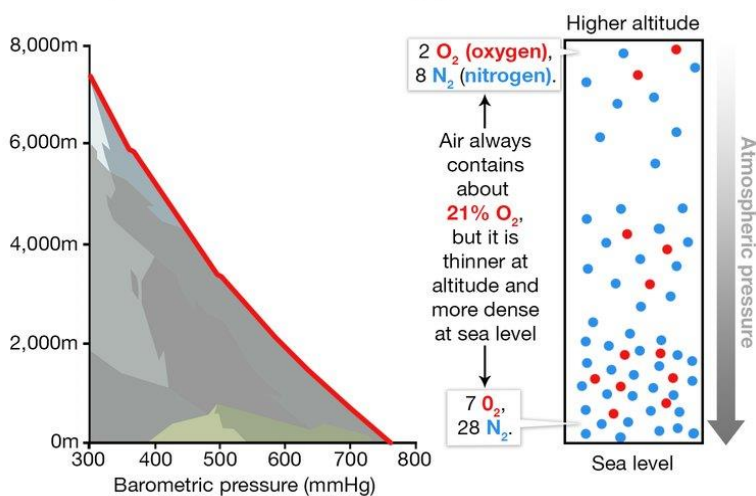 8,000m
6,000m
4,000m
2,000m
0m
300 400 500 600 700 800
Barometric pressure (mmHg)
2 O₂ (oxygen),
8 N₂ (nitrogen).
Air always
contains
about
21% O₂,
but it is
thinner at
altitude and
more dense
at sea level
7 O₂,
28 N₂.
Higher altitude
Sea level
Atmospheric pressure